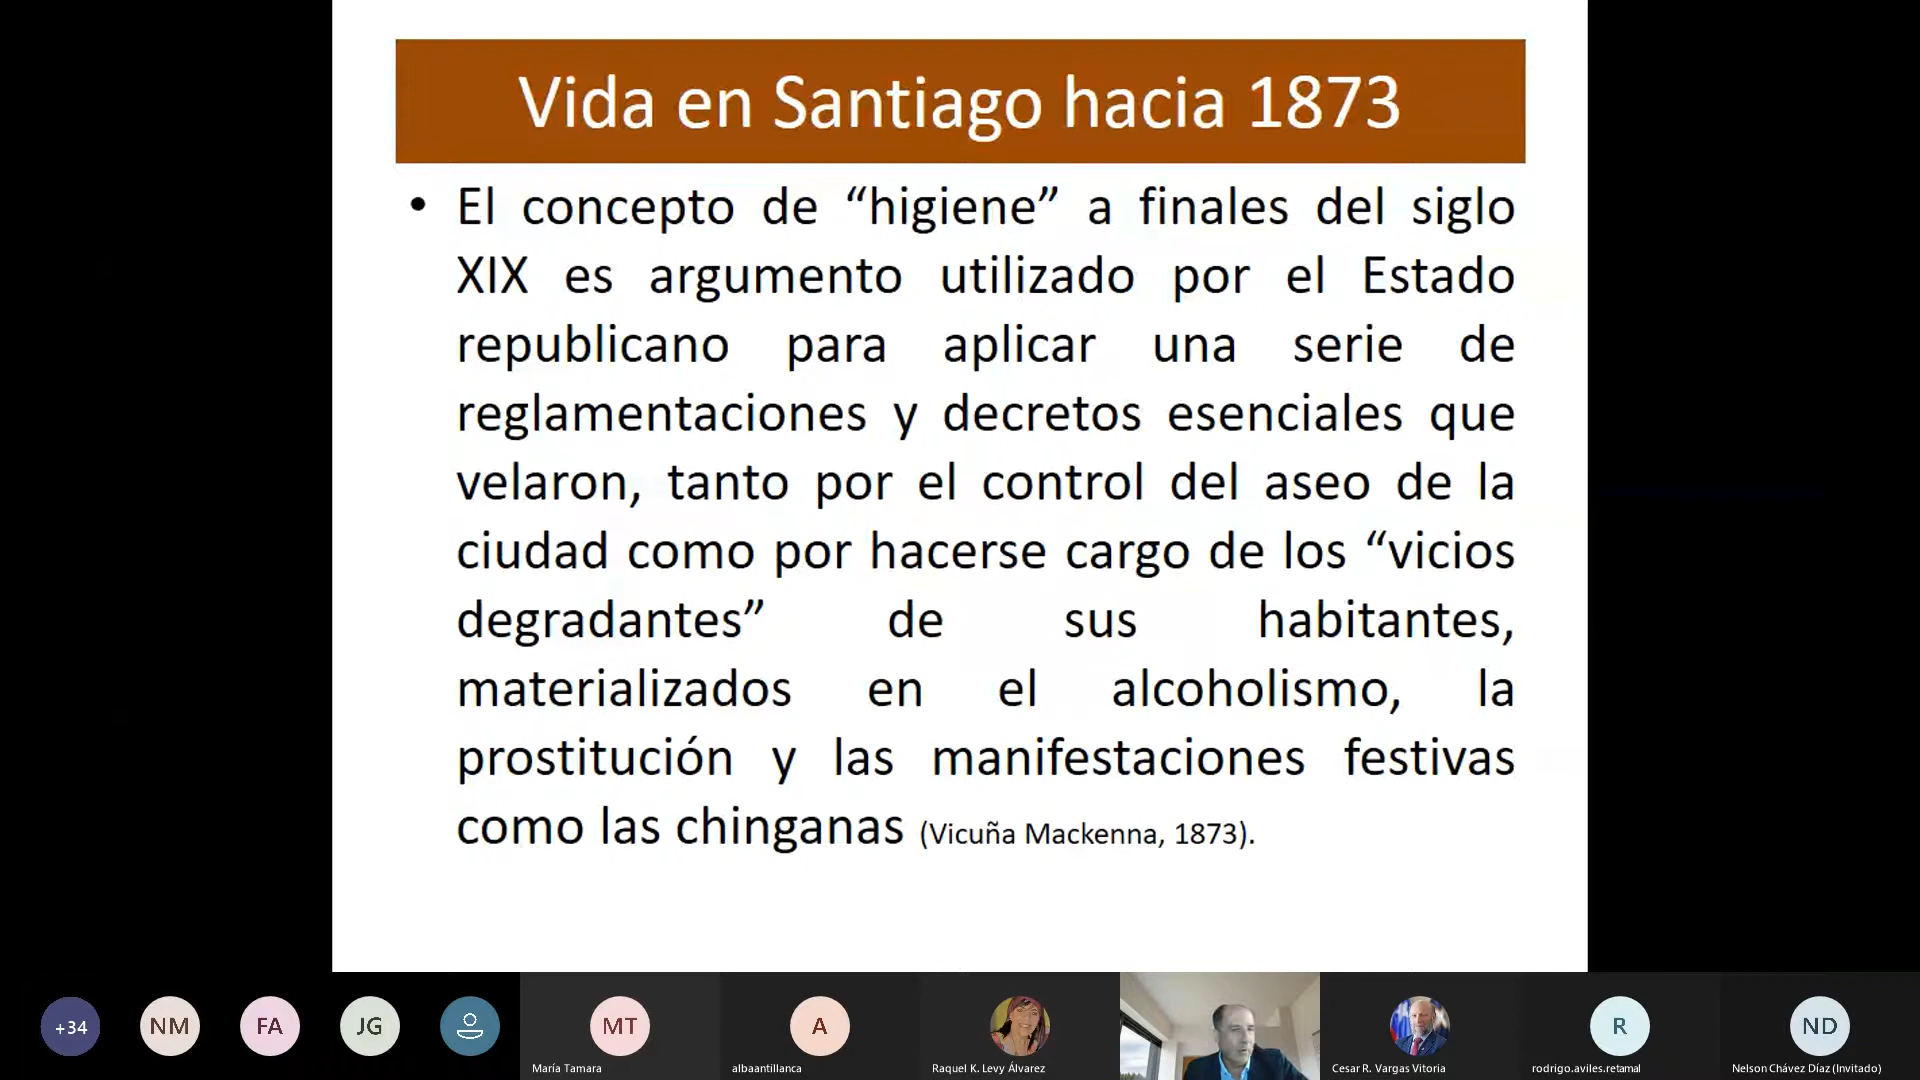 Vida en Santiago hacia 1873
• El concepto de “higiene” a finales del siglo
XIX es argumento utilizado por el Estado
republicano para aplicar una serie de
reglamentaciones y decretos esenciales que
velaron, tanto por el control del aseo de la
ciudad como por hacerse cargo de los “vicios
degradantes” de sus habitantes,
materializados en el alcoholismo, la
prostitución y las manifestaciones festivas
como las chinganas (Vicuña Mackenna, 1873).
+34
NM
FA
JG
MT
A
R
ND
María Tamara
albaantillanca
Raquel K. Levy Álvarez
Cesar R. Vargas Vitoria
rodrigo.aviles.retamal
Nelson Chávez Díaz (Invitado)